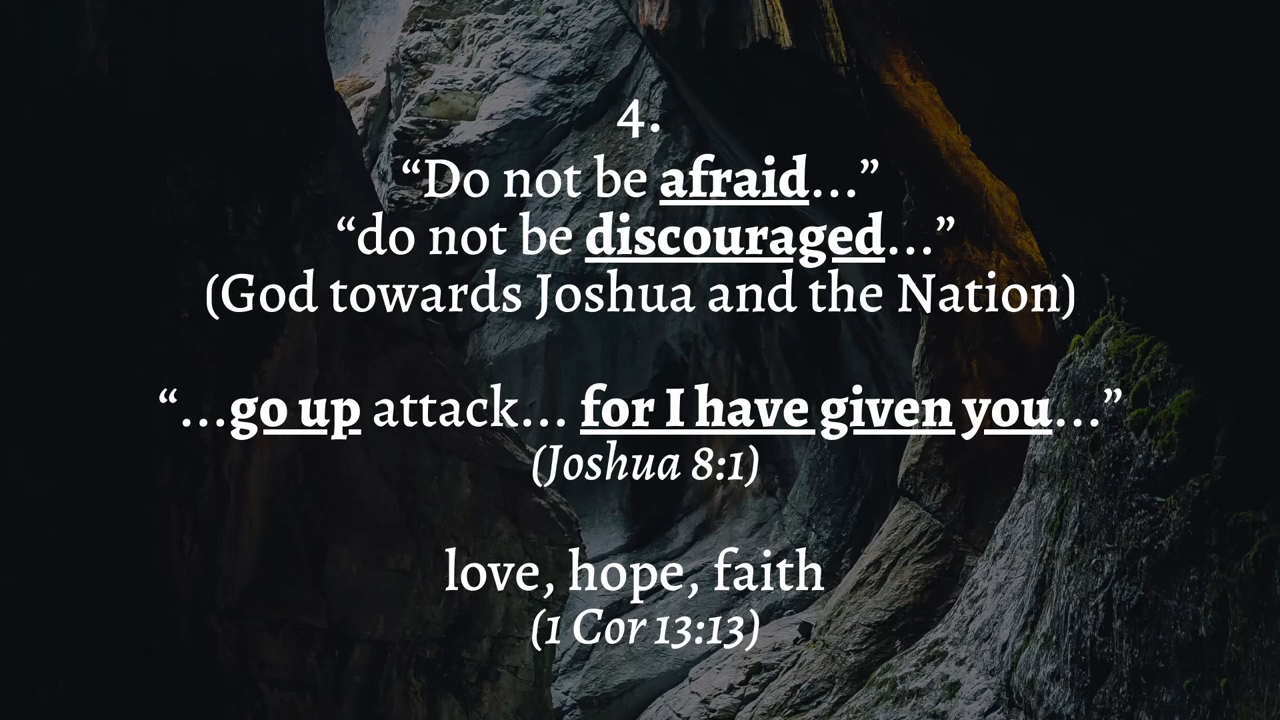 4.
“Do not be afraid...”
“do not be discouraged...”
(God towards Joshua and the Nation)
“...go up attack... for I have given you...”
(Joshua 8:1)
love, hope, faith
(1 Cor 13:13)